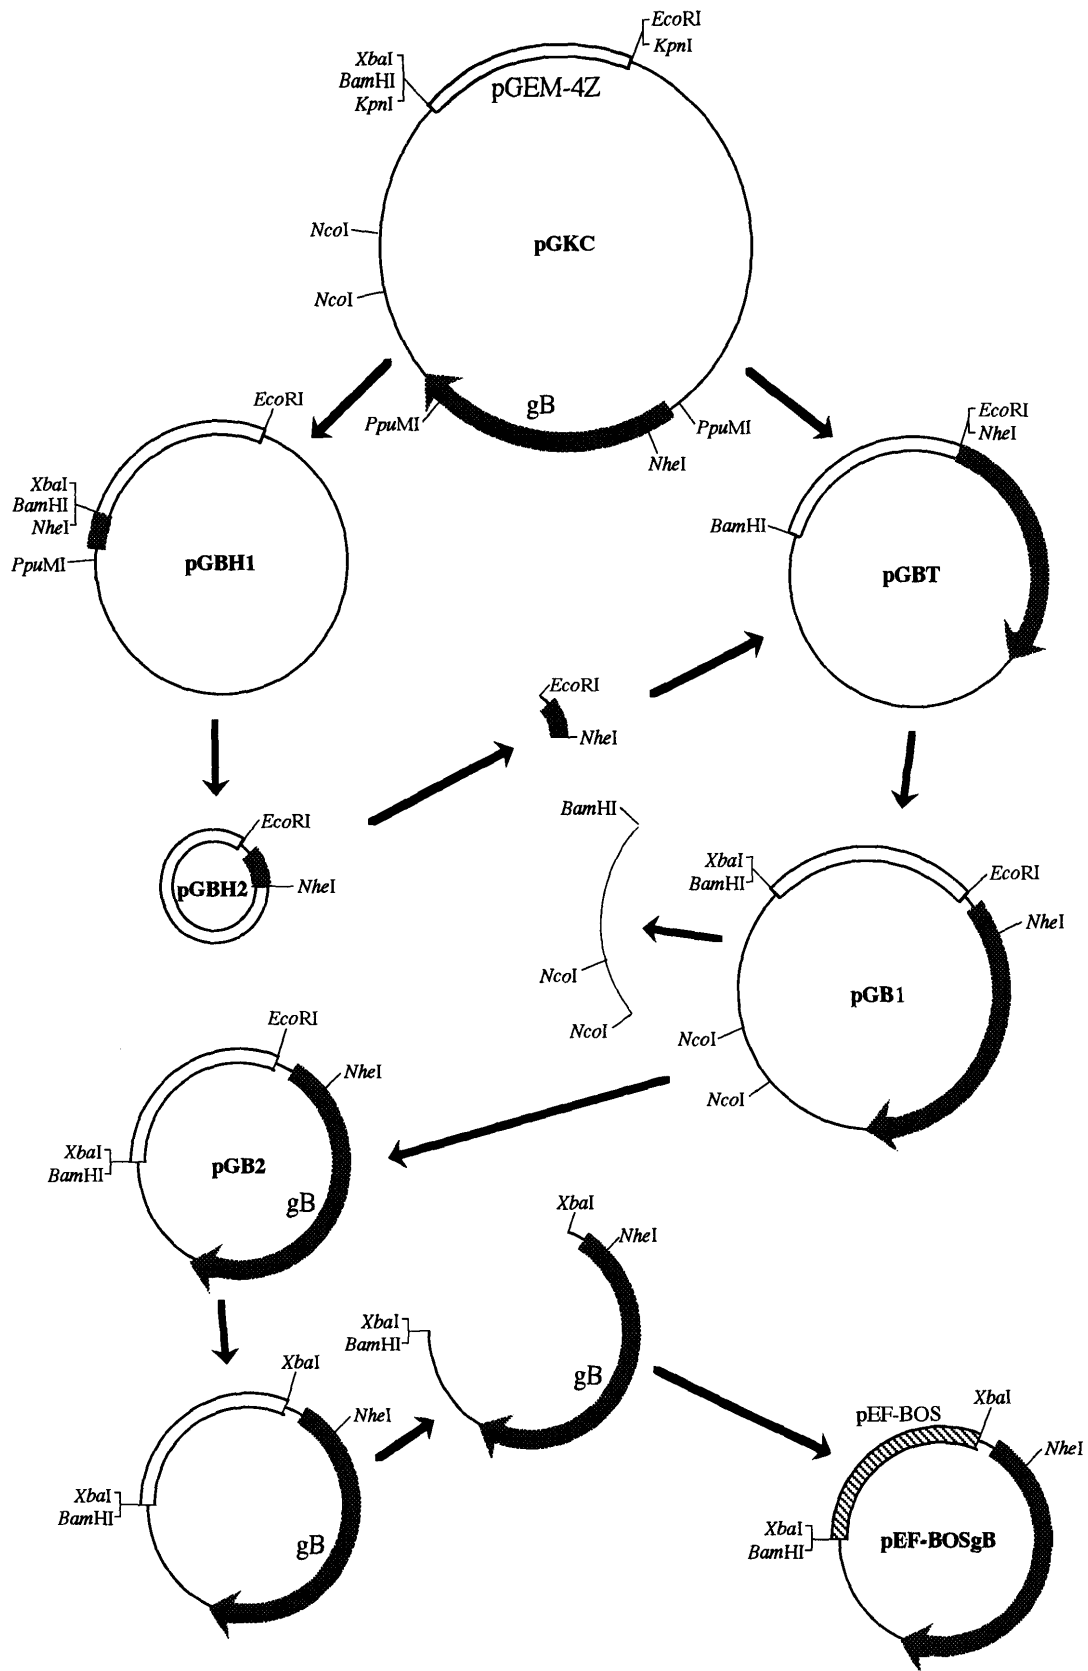 EcoRI
KpnI
XbaI
BamHI
KpnI
pGEM-4Z
NcoI
pGKC
NcoI
gB
PpuMI
PpuMI
NheI
EcoRI
XbaI
BamHI
NheI
PpuMI
pGBH1
EcoRI
NheI
BamHI
pGBT
EcoRI
NheI
EcoRI
pGBH2
NheI
BamHI
NcoI
NcoI
XbaI
BamHI
EcoRI
NheI
pGB1
NcoI
NcoI
EcoRI
NheI
XbaI
BamHI
pGB2
gB
XbaI
NheI
XbaI
BamHI
gB
XbaI
NheI
XbaI
BamHI
gB
pEF-BOS
XbaI
NheI
XbaI
BamHI
pEF-BOSgB